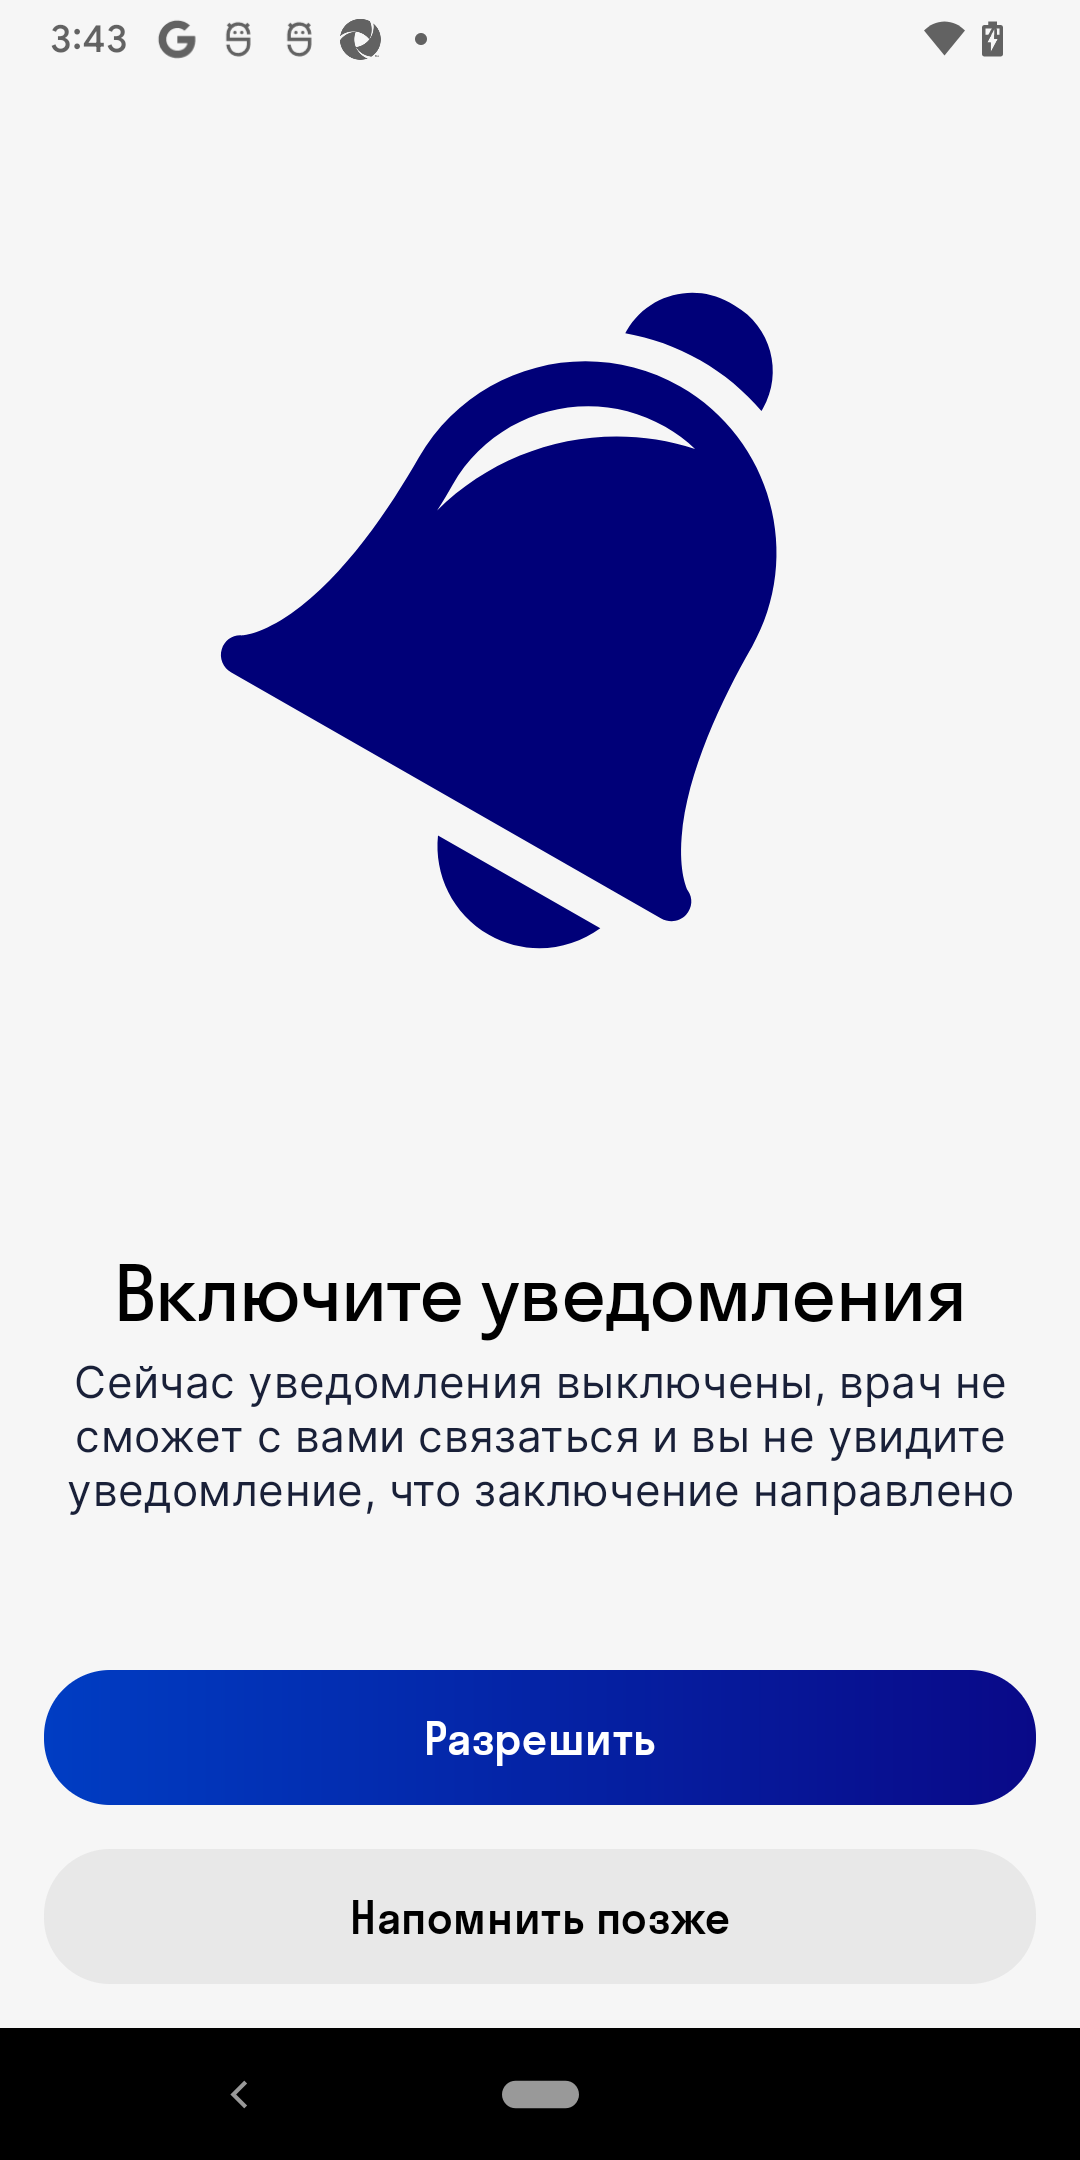 3:43
Включите уведомления
Сейчас уведомления выключены, врач не
сможет с вами связаться и вы не увидите
уведомление, что заключение направлено
Разрешить
Напомнить позже